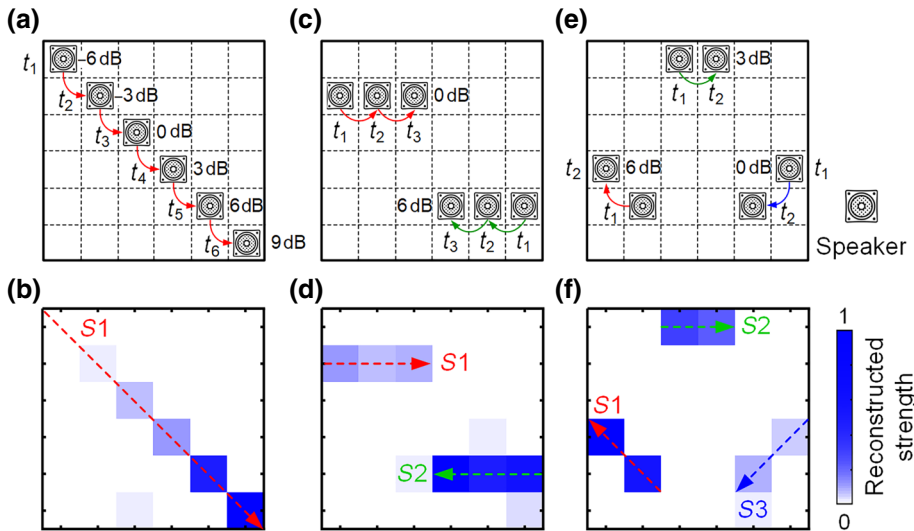 (a)
t1
–6 dB
t2
–3 dB
t3
0 dB
t4
3 dB
t5
6 dB
t6
9 dB
(c)
0 dB
t1
t2
t3
6 dB
t3
t2
t1
(e)
3 dB
t1
t2
t2
6 dB
t1
0 dB
t1
t2
Speaker
(b)
S1
(d)
S1
S2
(f)
S2
S1
S3
1
Reconstructed
strength
0